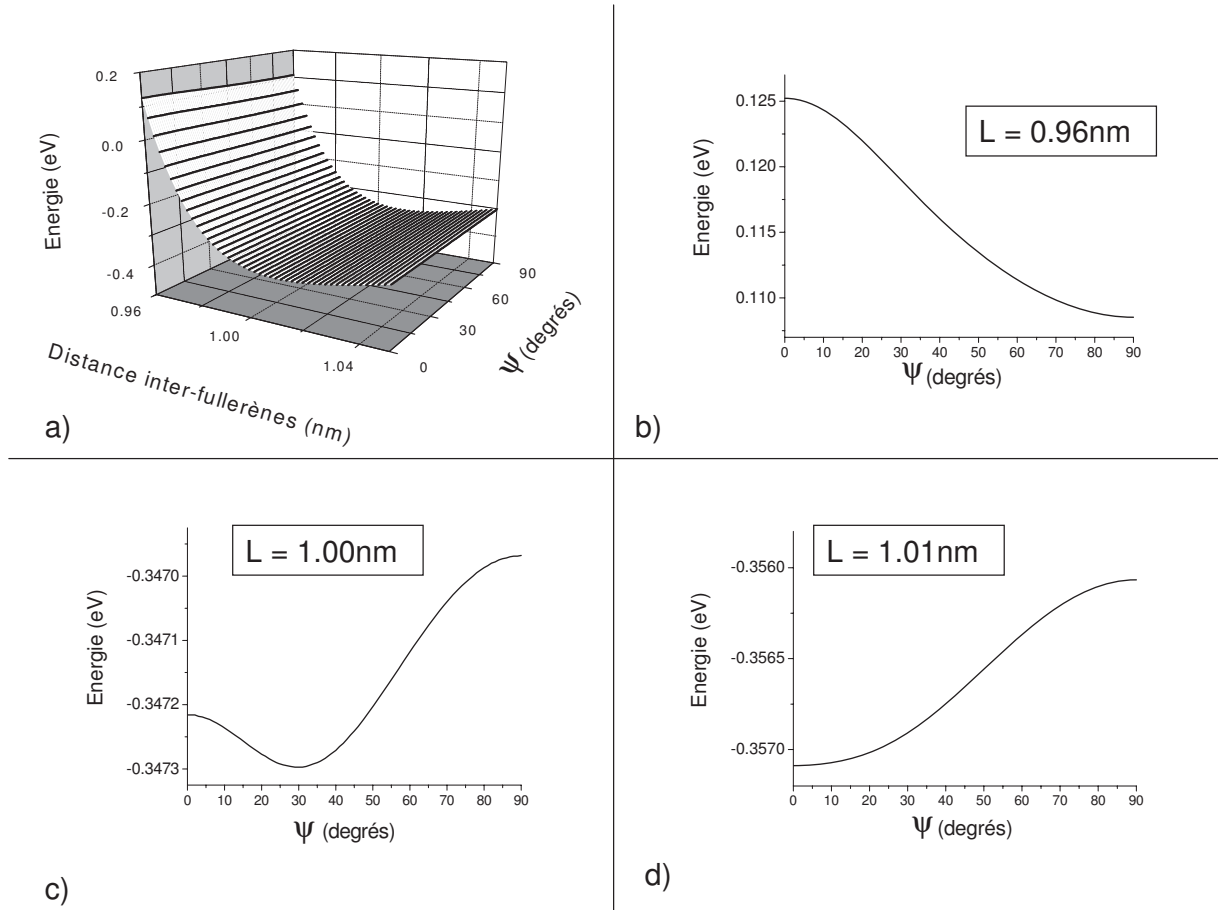 0.2
0.0
-0.2
-0.4
Energie (eV)
0.96
1.00
1.04
Distance inter-fullerènes (nm)
0
30
60
90
Ψ (degrés)
a)
L = 0.96nm
0.125
0.120
0.115
0.110
Energie (eV)
0 10 20 30 40 50 60 70 80 90
Ψ (degrés)
b)
L = 1.00nm
-0.3470
-0.3471
-0.3472
-0.3473
Energie (eV)
0 10 20 30 40 50 60 70 80 90
Ψ (degrés)
c)
L = 1.01nm
-0.3560
-0.3565
-0.3570
Energie (eV)
0 10 20 30 40 50 60 70 80 90
Ψ (degrés)
d)